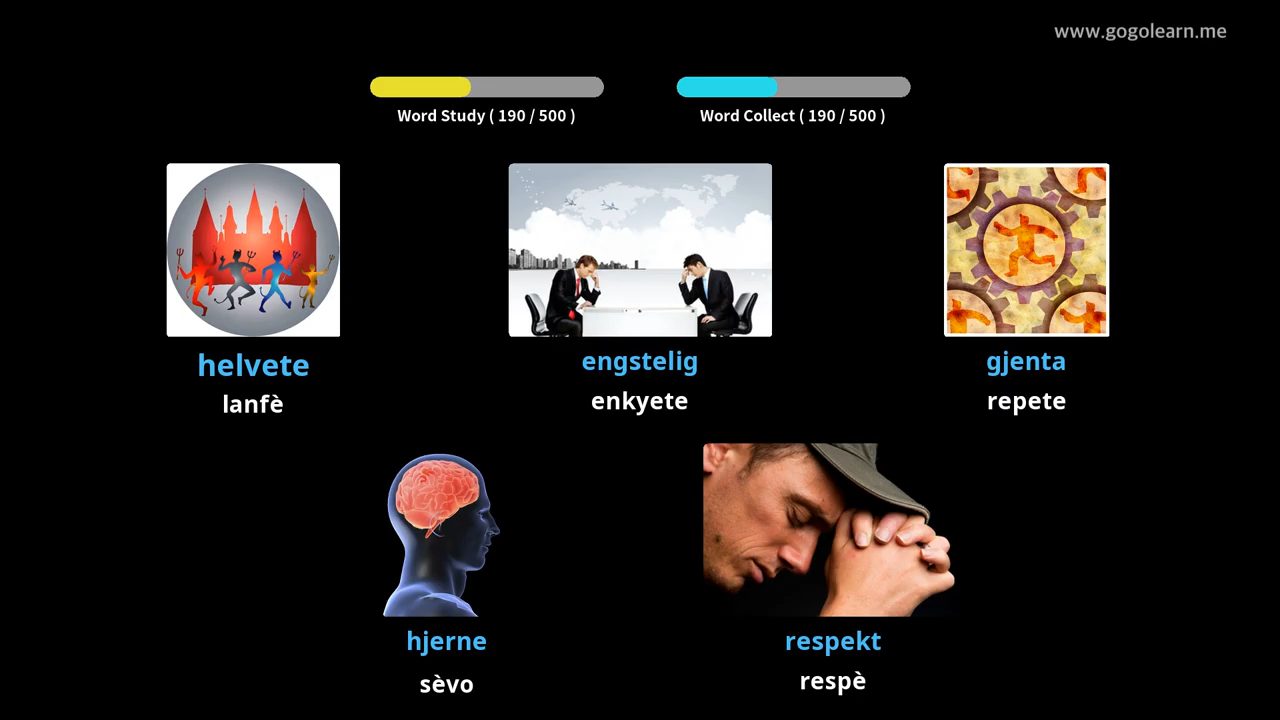 www.gogolearn.me
Word Study ( 190 / 500 )
Word Collect ( 190 / 500 )
helvete
lanfè
engstelig
enkyete
gjenta
repete
hjerne
sèvo
respekt
respè